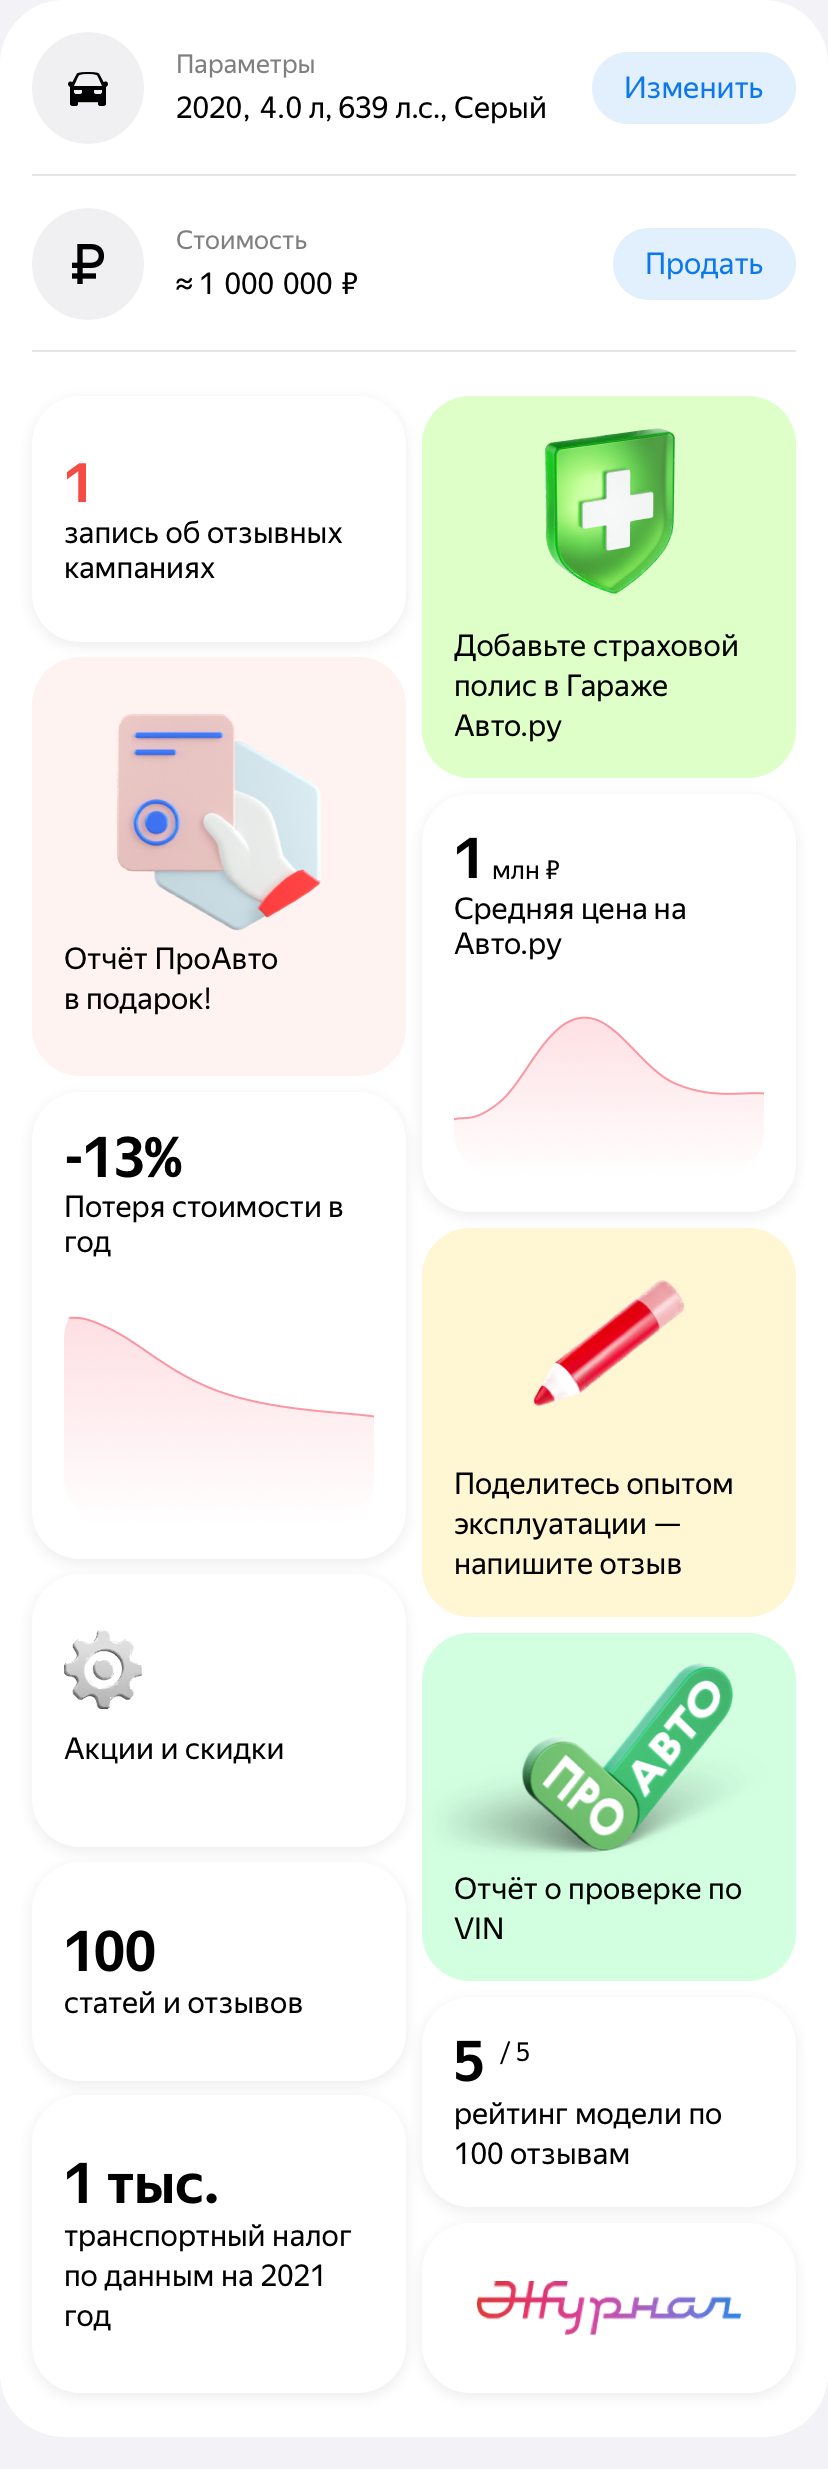 Параметры
2020, 4.0 л, 639 л.с., Серый
Изменить
Стоимость
≈ 1 000 000 ₽
Продать
1
запись об отзывных
кампаниях
Добавьте страховой
полис в Гараже
Авто.ру
Отчёт ПроАвто
в подарок!
1 млн ₽
Средняя цена на
Авто.ру
-13%
Потеря стоимости в
год
Поделитесь опытом
эксплуатации —
напишите отзыв
Акции и скидки
ПРО
АВТО
Отчёт о проверке по
VIN
100
статей и отзывов
5 / 5
рейтинг модели по
100 отзывам
1 тыс.
транспортный налог
по данным на 2021
год
Журнал